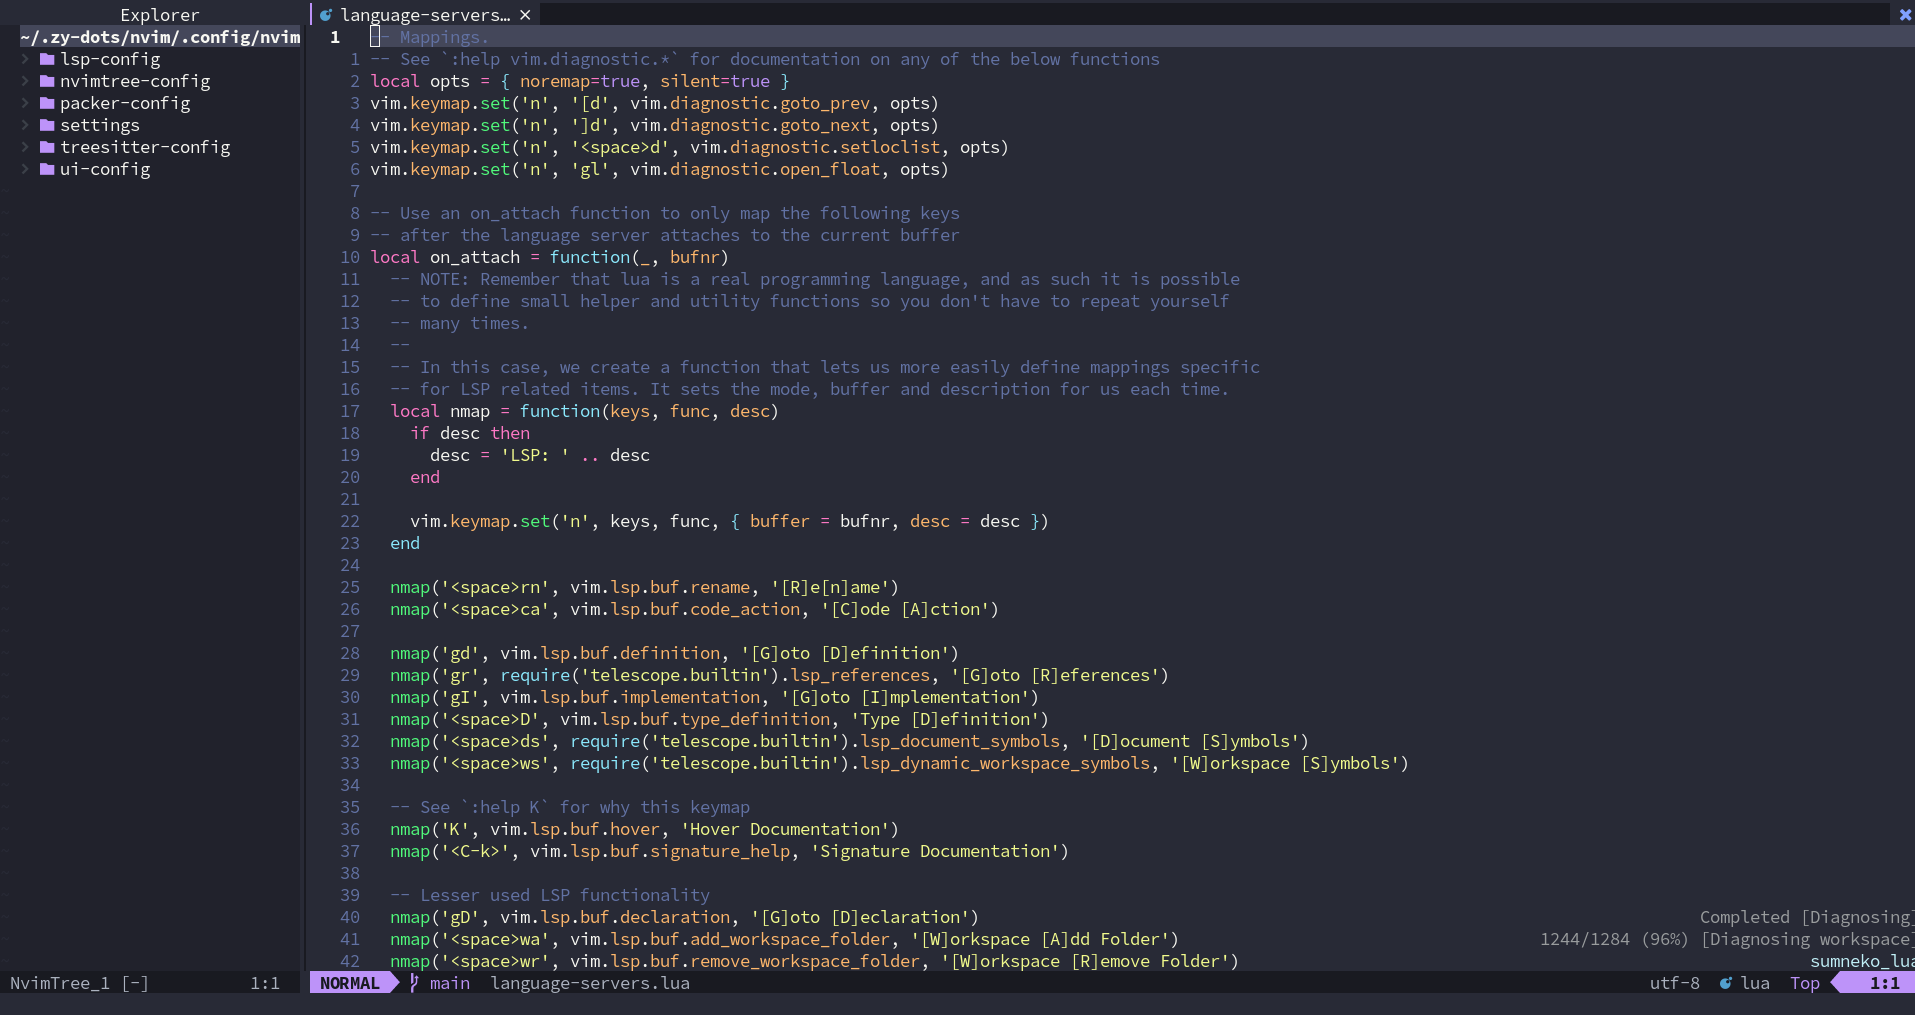 Explorer
language-servers… ×
~/.zy-dots/nvim/.config/nvim
lsp-config
nvimtree-config
packer-config
settings
treesitter-config
ui-config
1 -- Mappings.
1 -- See `:help vim.diagnostic.*` for documentation on any of the below functions
2 local opts = { noremap=true, silent=true }
3 vim.keymap.set('n', '[d', vim.diagnostic.goto_prev, opts)
4 vim.keymap.set('n', ']d', vim.diagnostic.goto_next, opts)
5 vim.keymap.set('n', '<space>d', vim.diagnostic.setloclist, opts)
6 vim.keymap.set('n', 'gl', vim.diagnostic.open_float, opts)
7
8 -- Use an on_attach function to only map the following keys
9 -- after the language server attaches to the current buffer
10 local on_attach = function(_, bufnr)
11   -- NOTE: Remember that lua is a real programming language, and as such it is possible
12   -- to define small helper and utility functions so you don't have to repeat yourself
13   -- many times.
14   --
15   -- In this case, we create a function that lets us more easily define mappings specific
16   -- for LSP related items. It sets the mode, buffer and description for us each time.
17   local nmap = function(keys, func, desc)
18     if desc then
19       desc = 'LSP: ' .. desc
20     end
21
22     vim.keymap.set('n', keys, func, { buffer = bufnr, desc = desc })
23   end
24
25   nmap('<space>rn', vim.lsp.buf.rename, '[R]e[n]ame')
26   nmap('<space>ca', vim.lsp.buf.code_action, '[C]ode [A]ction')
27
28   nmap('gd', vim.lsp.buf.definition, '[G]oto [D]efinition')
29   nmap('gr', require('telescope.builtin').lsp_references, '[G]oto [R]eferences')
30   nmap('gI', vim.lsp.buf.implementation, '[G]oto [I]mplementation')
31   nmap('<space>D', vim.lsp.buf.type_definition, 'Type [D]efinition')
32   nmap('<space>ds', require('telescope.builtin').lsp_document_symbols, '[D]ocument [S]ymbols')
33   nmap('<space>ws', require('telescope.builtin').lsp_dynamic_workspace_symbols, '[W]orkspace [S]ymbols')
34
35   -- See `:help K` for why this keymap
36   nmap('K', vim.lsp.buf.hover, 'Hover Documentation')
37   nmap('<C-k>', vim.lsp.buf.signature_help, 'Signature Documentation')
38
39   -- Lesser used LSP functionality
40   nmap('gD', vim.lsp.buf.declaration, '[G]oto [D]eclaration')
Completed [Diagnosing]
41   nmap('<space>wa', vim.lsp.buf.add_workspace_folder, '[W]orkspace [A]dd Folder')
1244/1284 (96%) [Diagnosing workspace]
42   nmap('<space>wr', vim.lsp.buf.remove_workspace_folder, '[W]orkspace [R]emove Folder')
sumneko_lua
NvimTree_1 [-] 1:1
NORMAL main language-servers.lua utf-8 lua Top 1:1